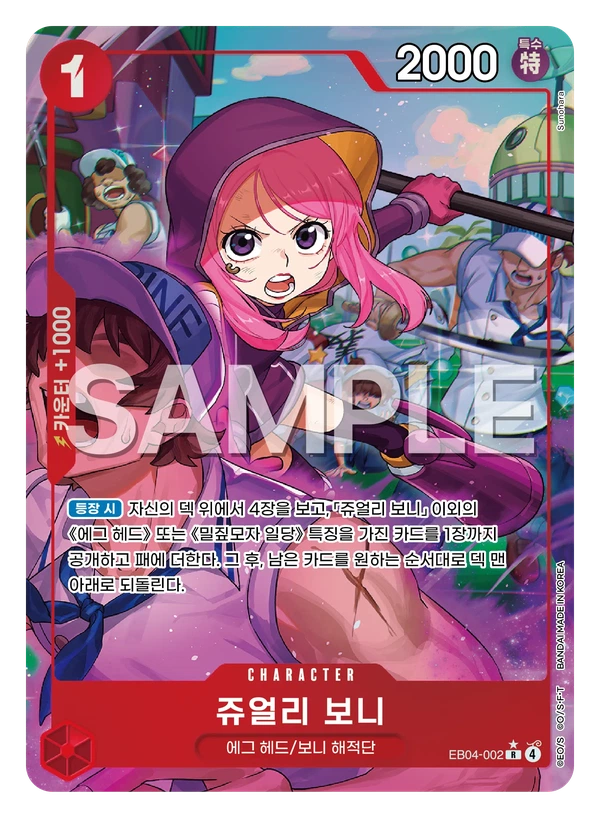 1
2000
특수
特
Sunohara
MARINE
카운터 +1000
SAMPLE
등장 시 자신의 덱 위에서 4장을 보고, 「쥬얼리 보니」 이외의
《에그 헤드》 또는 《밀짚모자 일당》 특징을 가진 카드를 1장까지
공개하고 패에 더한다. 그 후, 남은 카드를 원하는 순서대로 덱 맨
아래로 되돌린다.
CHARACTER
쥬얼리 보니
에그 헤드/보니 해적단
EB04-002 R 4
©EO/S ©O/S·F·T BANDAI MADE IN KOREA